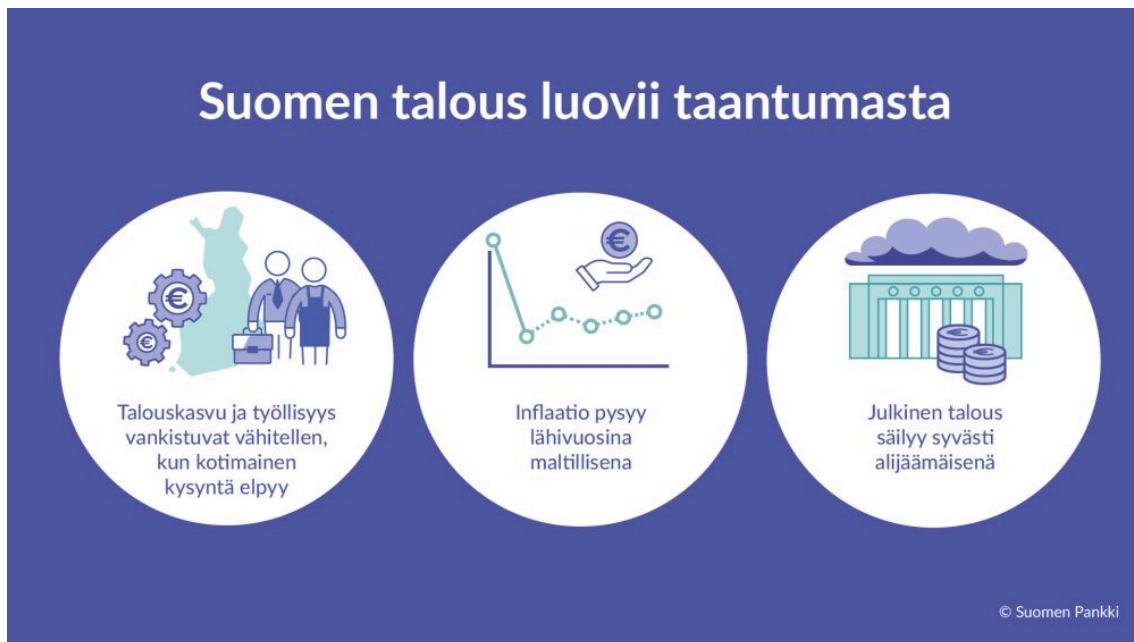 Suomen talous luovii taantumasta
Talouskasvu ja työllisyys
vankistuvat vähitellen,
kun kotimainen
kysyntä elpyy
Inflaatio pysyy
lähivuosina
maltillisena
Julkinen talous
säilyy syvästi
alijäämäisenä
© Suomen Pankki